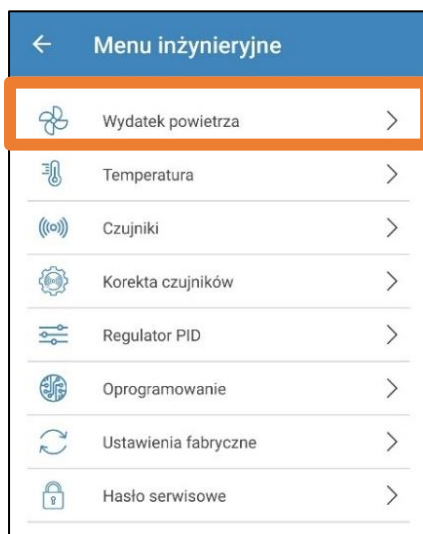 Menu inżynieryjne
Wydatek powietrza
Temperatura
Czujniki
Korekta czujników
Regulator PID
Oprogramowanie
Ustawienia fabryczne
Hasło serwisowe